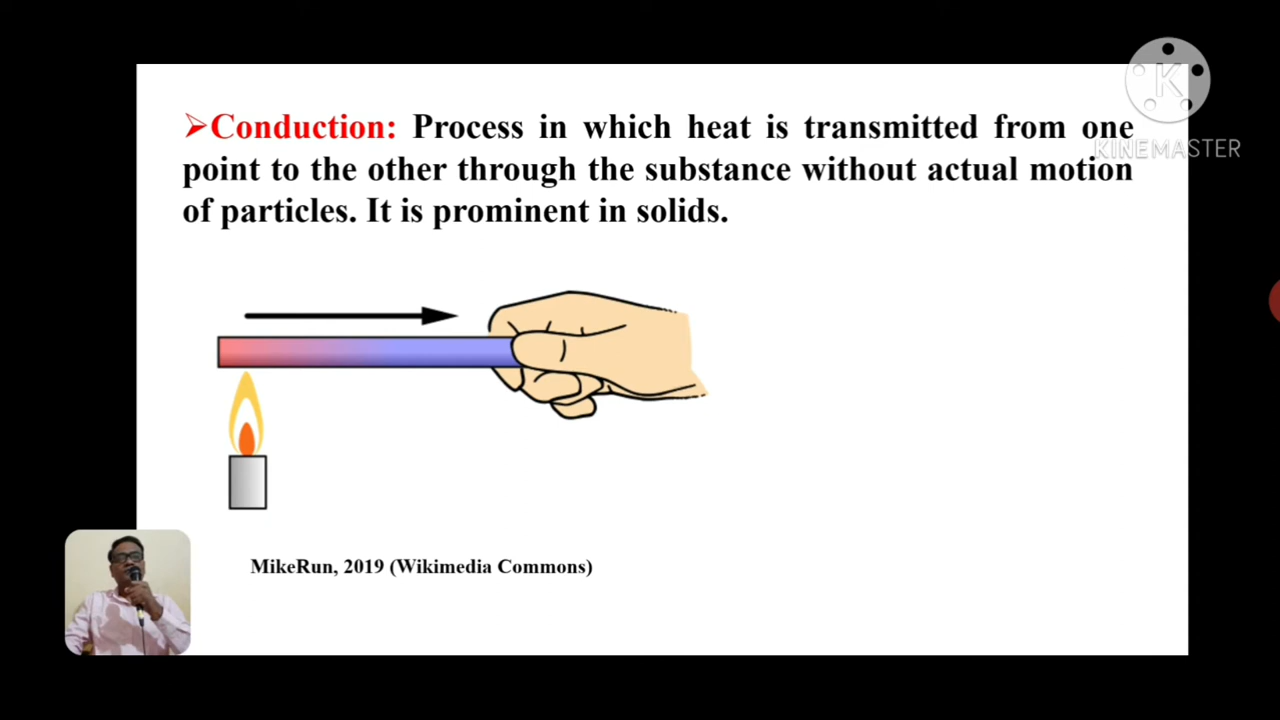 ➢Conduction: Process in which heat is transmitted from one
point to the other through the substance without actual motion
of particles. It is prominent in solids.
K
KINEMASTER
MikeRun, 2019 (Wikimedia Commons)